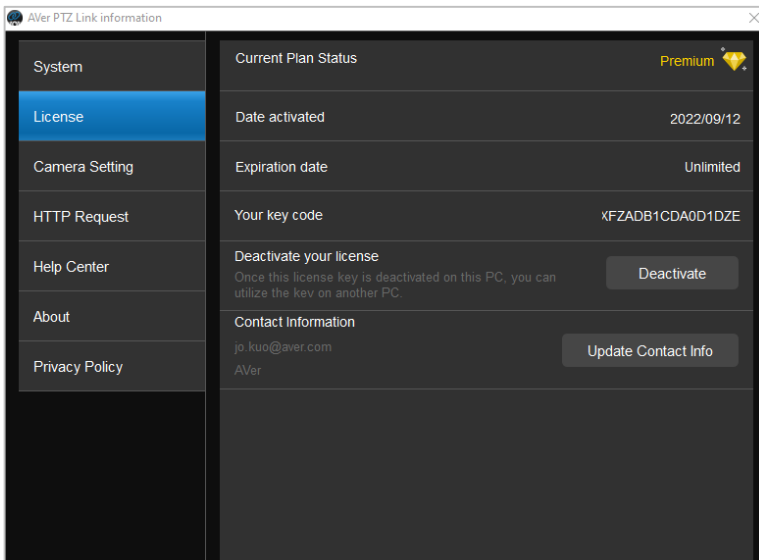 AVer PTZ Link information
System
License
Camera Setting
HTTP Request
Help Center
About
Privacy Policy
Current Plan Status
Premium
Date activated
2022/09/12
Expiration date
Unlimited
Your key code
XFZADB1CDA0D1DZE
Deactivate your license
Once this license key is deactivated on this PC, you can
utilize the key on another PC.
Deactivate
Contact Information
jo.kuo@aver.com
AVer
Update Contact Info